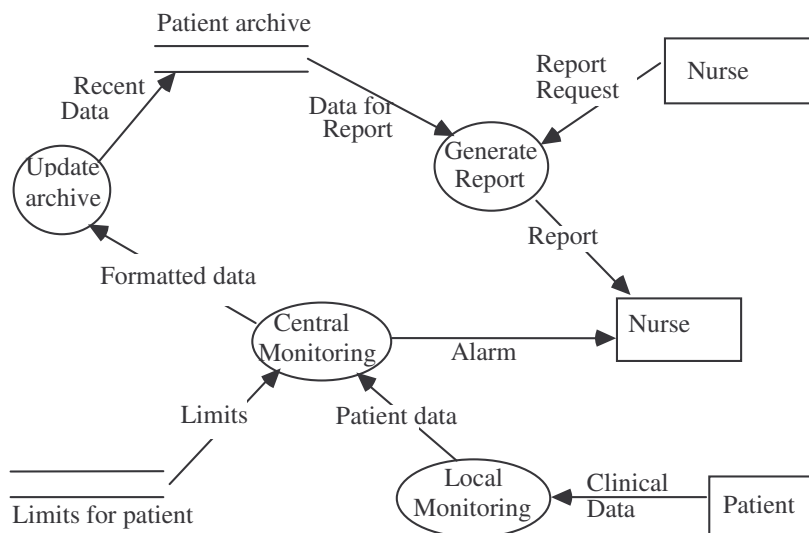 Patient archive
Recent
Data
Data for
Report
Report
Request
Nurse
Generate
Report
Update
archive
Report
Formatted data
Central
Monitoring
Alarm
Nurse
Limits
Patient data
Limits for patient
Local
Monitoring
Clinical
Data
Patient